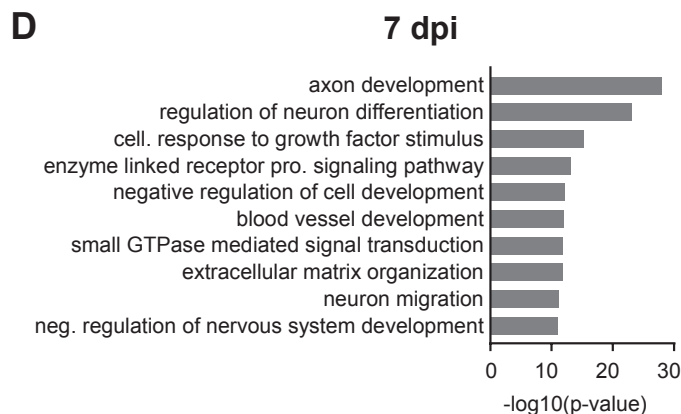 D
7 dpi
axon development
regulation of neuron differentiation
cell. response to growth factor stimulus
enzyme linked receptor pro. signaling pathway
negative regulation of cell development
blood vessel development
small GTPase mediated signal transduction
extracellular matrix organization
neuron migration
neg. regulation of nervous system development
0 10 20 30
-log10(p-value)